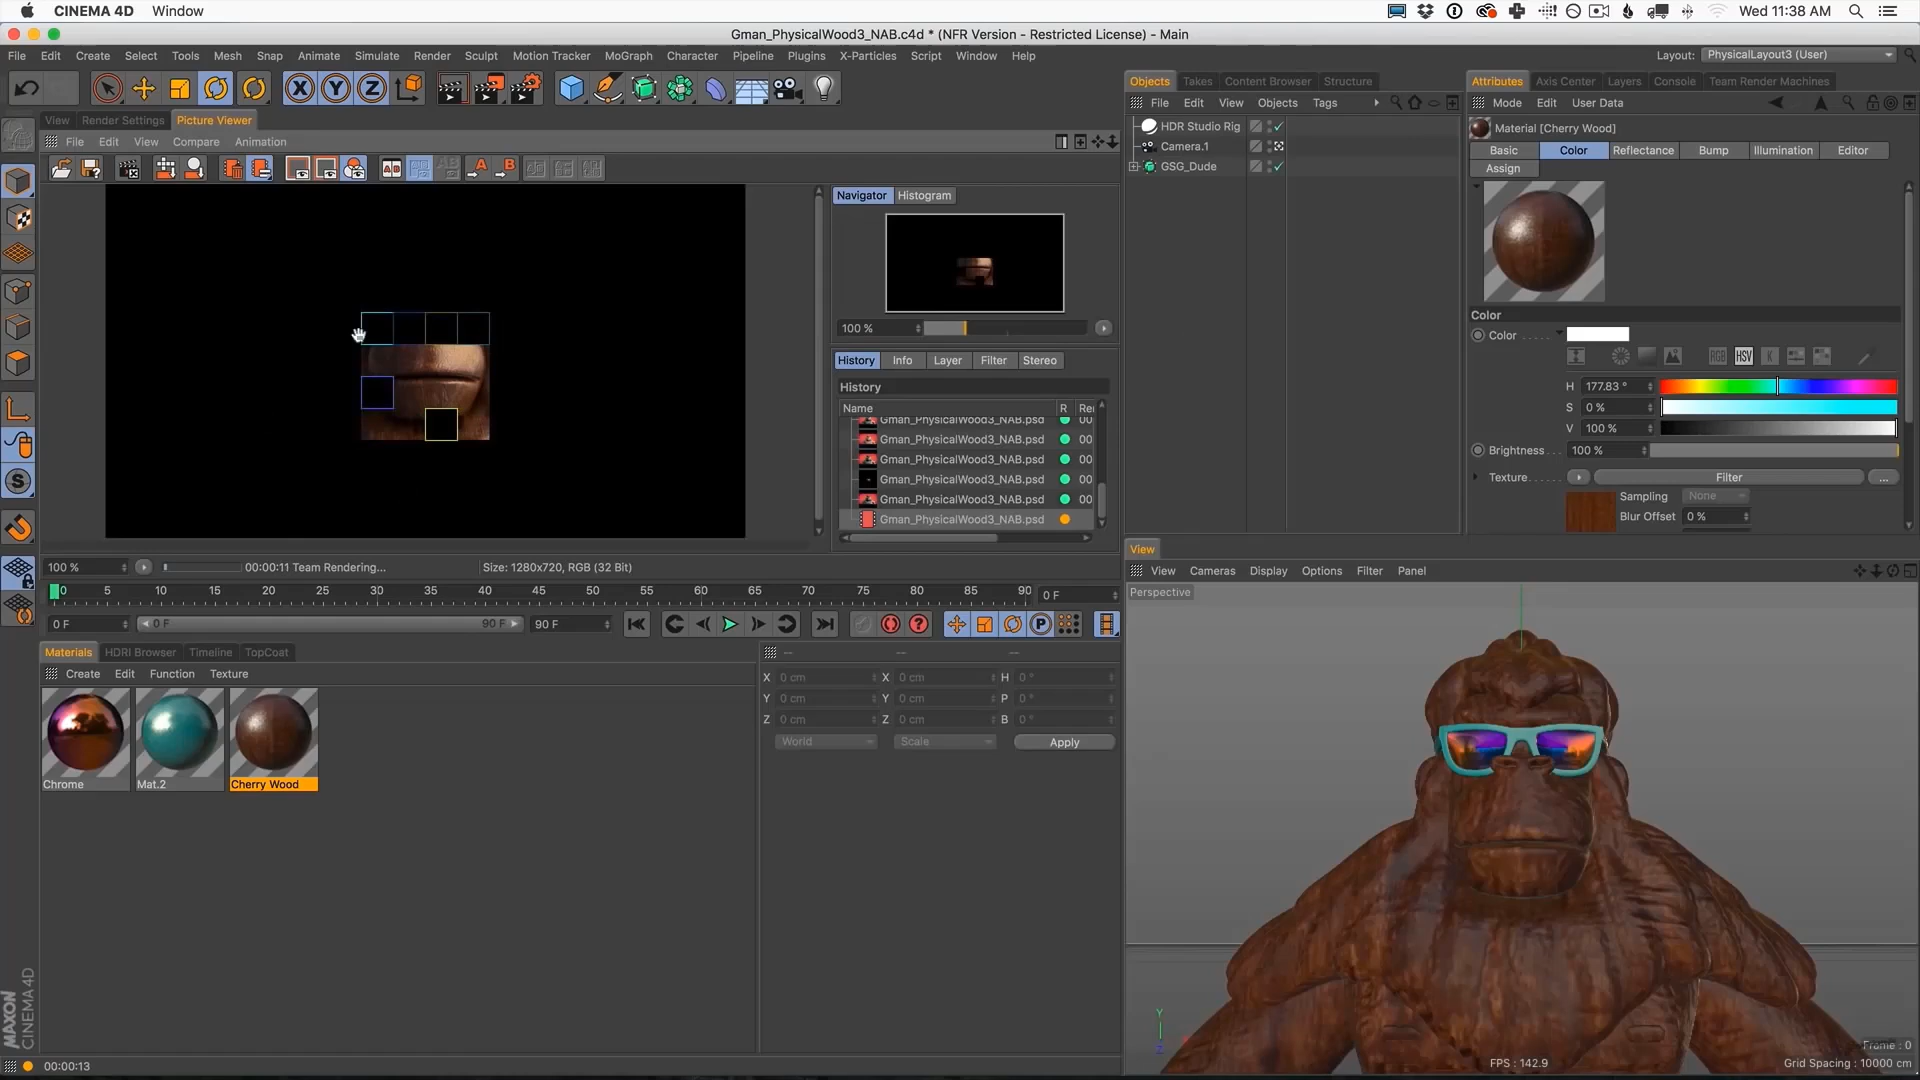 CINEMA 4D Window
Wed 11:38 AM
Gman_PhysicalWood3_NAB.c4d * (NFR Version - Restricted License) - Main
File Edit Create Select Tools Mesh Snap Animate Simulate Render Sculpt Motion Tracker MoGraph Character Pipeline Plugins X-Particles Script Window Help
Layout: PhysicalLayout3 (User)
X Y Z
View Render Settings Picture Viewer
File Edit View Compare Animation
Navigator Histogram
100 %
History Info Layer Filter Stereo
History
Name R Re
Gman_PhysicalWood3_NAB.psd 00
Gman_PhysicalWood3_NAB.psd 00
Gman_PhysicalWood3_NAB.psd 00
Gman_PhysicalWood3_NAB.psd 00
Gman_PhysicalWood3_NAB.psd 00
Gman_PhysicalWood3_NAB.psd
100 % 00:00:11 Team Rendering... Size: 1280x720, RGB (32 Bit)
0 5 10 15 20 25 30 35 40 45 50 55 60 65 70 75 80 85 90 0 F
0 F 0 F 90 F 90 F
Materials HDRI Browser Timeline TopCoat
Create Edit Function Texture
Chrome Mat.2 Cherry Wood
-- -- --
X 0 cm X 0 cm H 0 °
Y 0 cm Y 0 cm P 0 °
Z 0 cm Z 0 cm B 0 °
World Scale Apply
Objects Takes Content Browser Structure
File Edit View Objects Tags
HDR Studio Rig
Camera.1
GSG_Dude
Attributes Axis Center Layers Console Team Render Machines
Mode Edit User Data
Material [Cherry Wood]
Basic Color Reflectance Bump Illumination Editor
Assign
Color
Color
RGB HSV K
H 177.83 °
S 0 %
V 100 %
Brightness 100 %
Texture Filter ...
Sampling None
Blur Offset 0 %
View
View Cameras Display Options Filter Panel
Perspective
Y
Z
Frame : 0
FPS : 142.9
Grid Spacing : 10000 cm
MAXON
CINEMA 4D
00:00:13